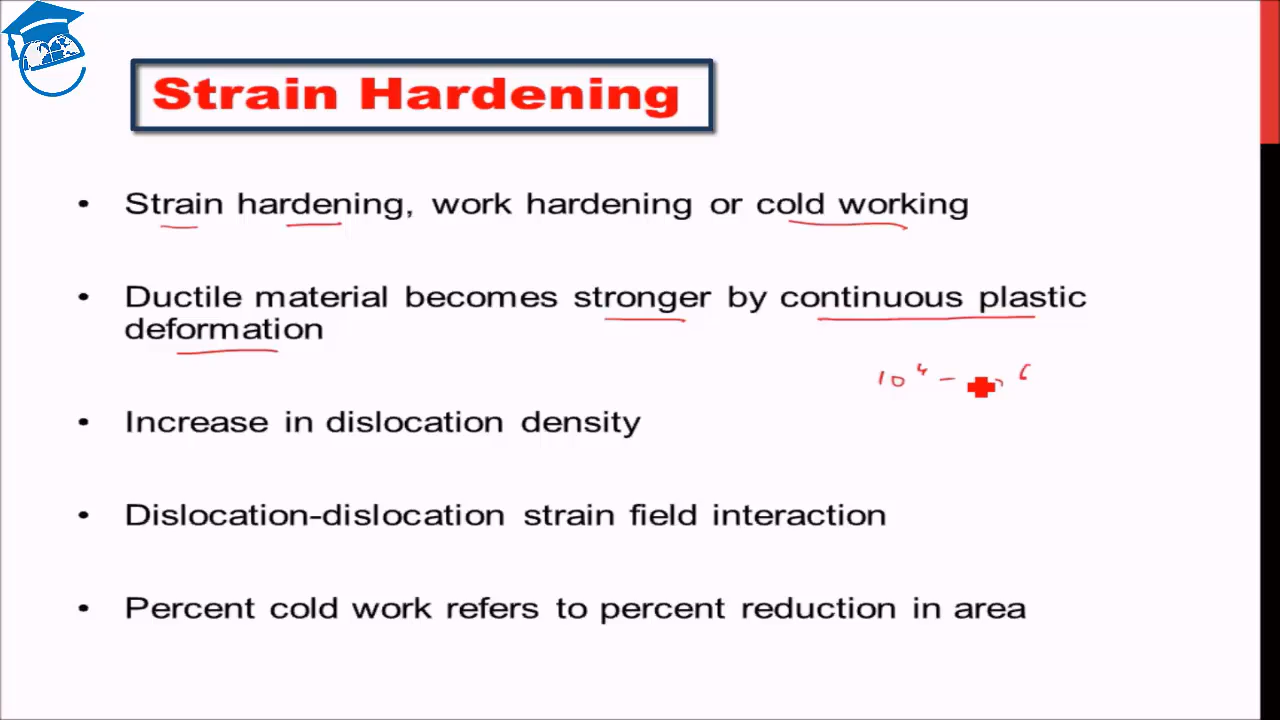 Strain Hardening
• Strain hardening, work hardening or cold working
• Ductile material becomes stronger by continuous plastic
deformation
10⁴ –
• Increase in dislocation density
• Dislocation-dislocation strain field interaction
• Percent cold work refers to percent reduction in area